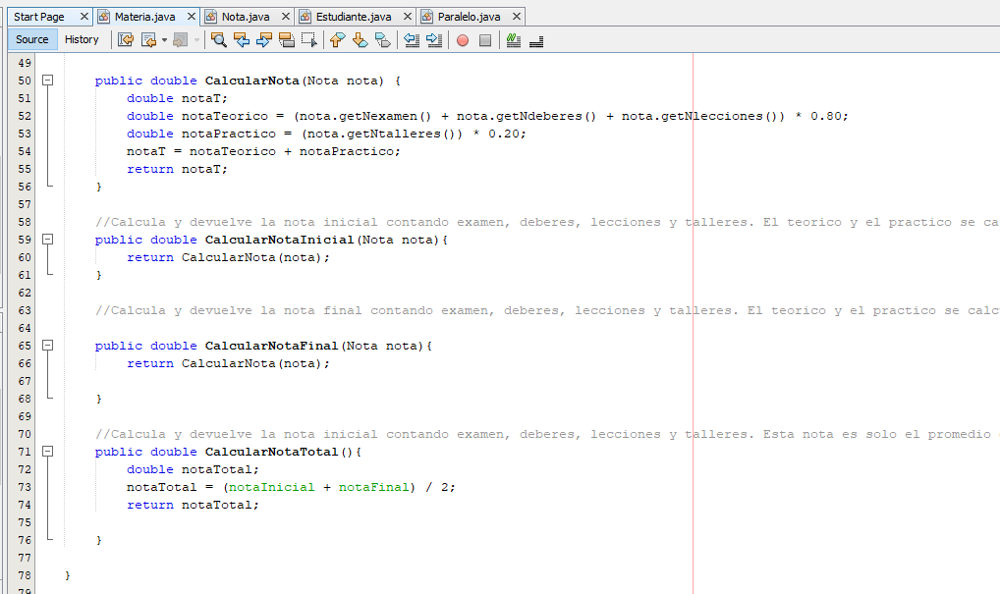 Start Page Materia.java Nota.java Estudiante.java Paralelo.java
Source History
49
50 public double CalcularNota(Nota nota) {
51 double notaT;
52 double notaTeorico = (nota.getNexamen() + nota.getNdeberes() + nota.getNlecciones()) * 0.80;
53 double notaPractico = (nota.getNtalleres()) * 0.20;
54 notaT = notaTeorico + notaPractico;
55 return notaT;
56 }
57
58 //Calcula y devuelve la nota inicial contando examen, deberes, lecciones y talleres. El teorico y el practico se ca
59 public double CalcularNotaInicial(Nota nota){
60 return CalcularNota(nota);
61 }
62
63 //Calcula y devuelve la nota final contando examen, deberes, lecciones y talleres. El teorico y el practico se calc
64
65 public double CalcularNotaFinal(Nota nota){
66 return CalcularNota(nota);
67
68 }
69
70 //Calcula y devuelve la nota inicial contando examen, deberes, lecciones y talleres. Esta nota es solo el promedio
71 public double CalcularNotaTotal(){
72 double notaTotal;
73 notaTotal = (notaInicial + notaFinal) / 2;
74 return notaTotal;
75
76 }
77
78 }
79